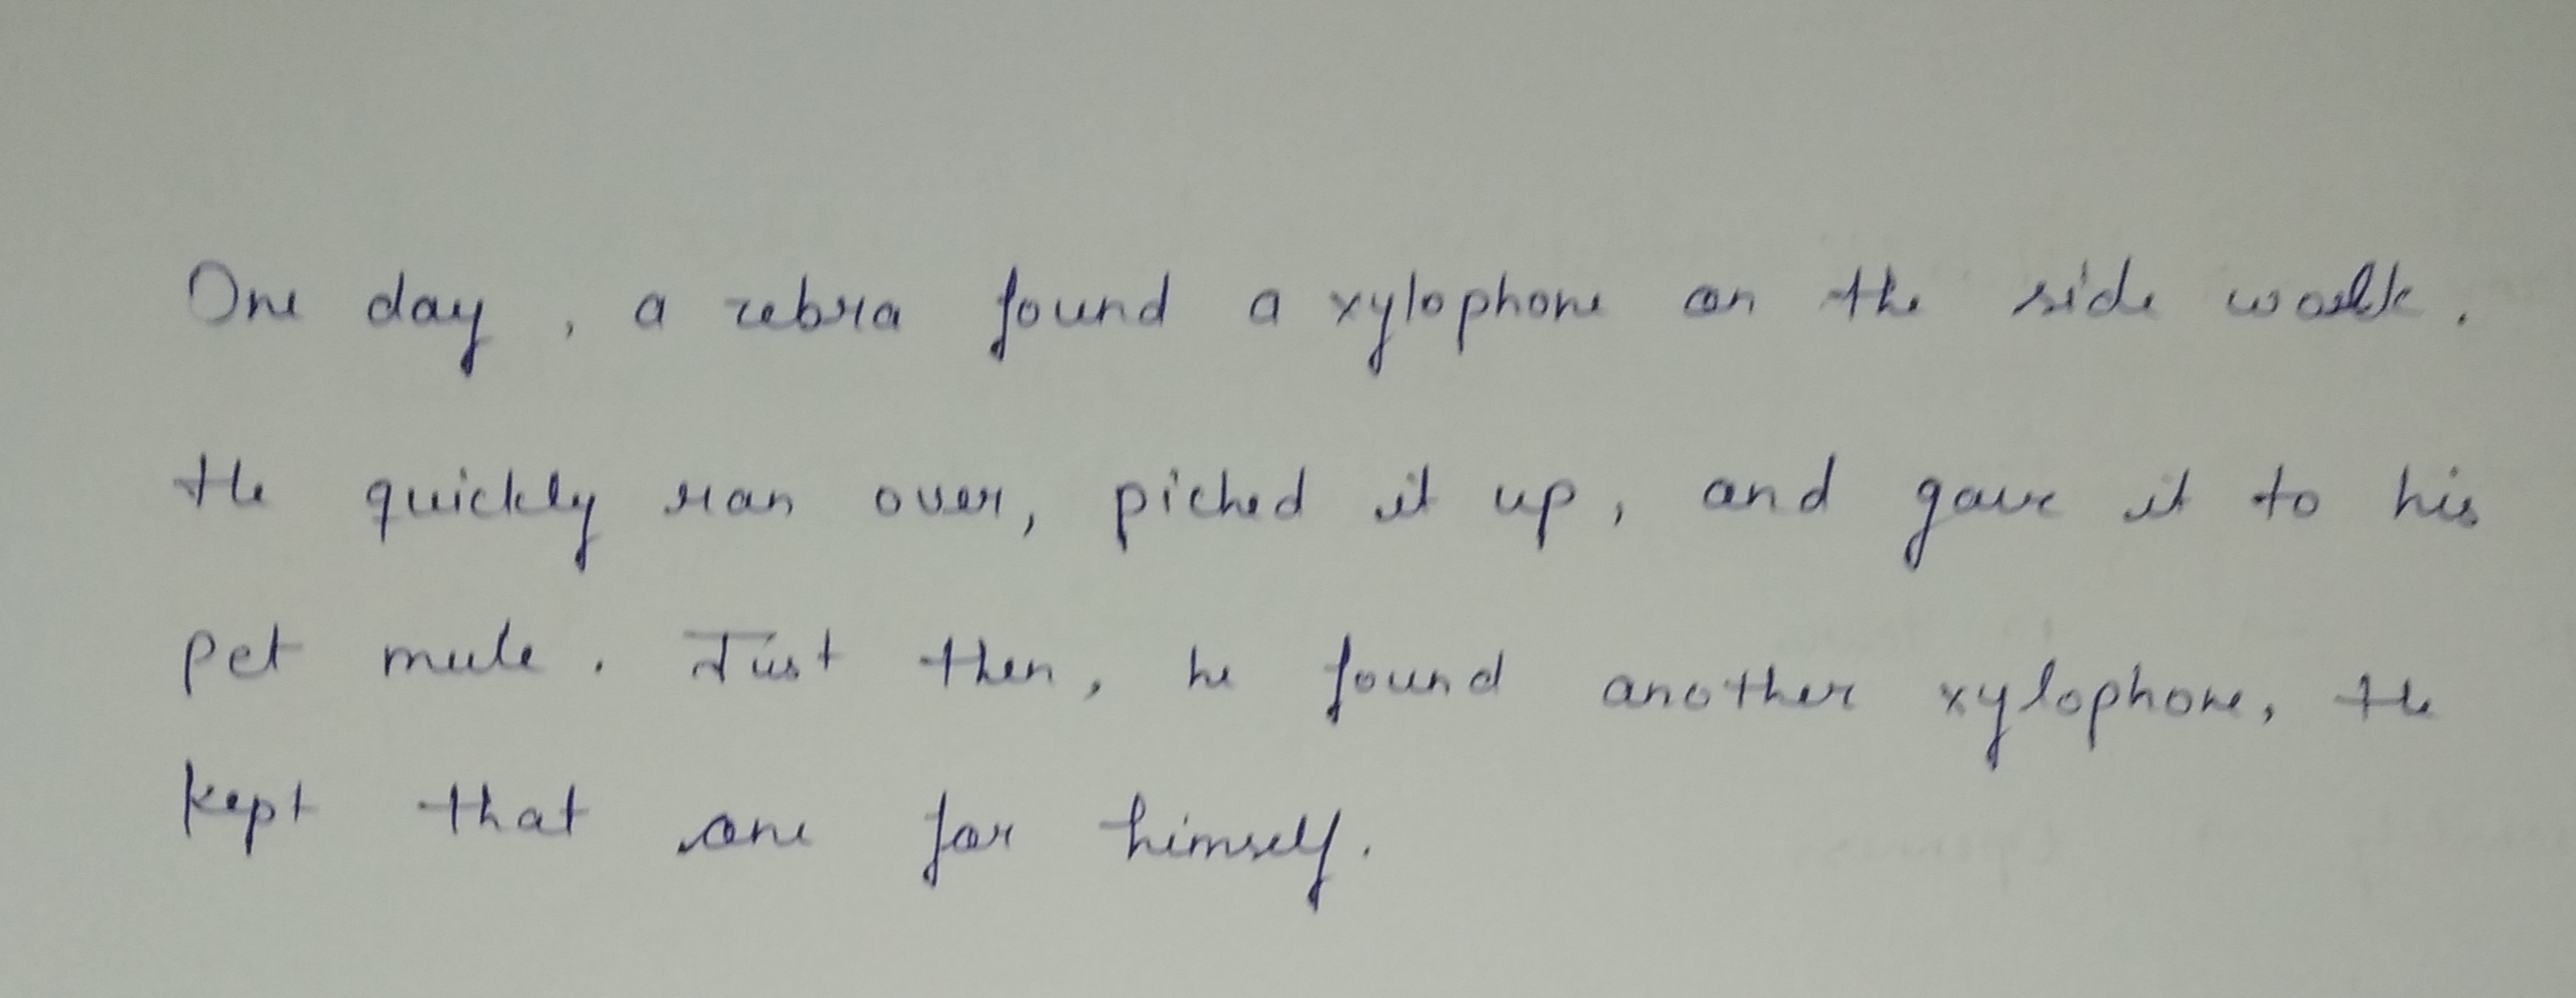 One day, a zebra found a xylophone on the side walk.
He quickly ran over, picked it up, and gave it to his
pet mule. Just then, he found another xylophone, He
kept that one for himself.